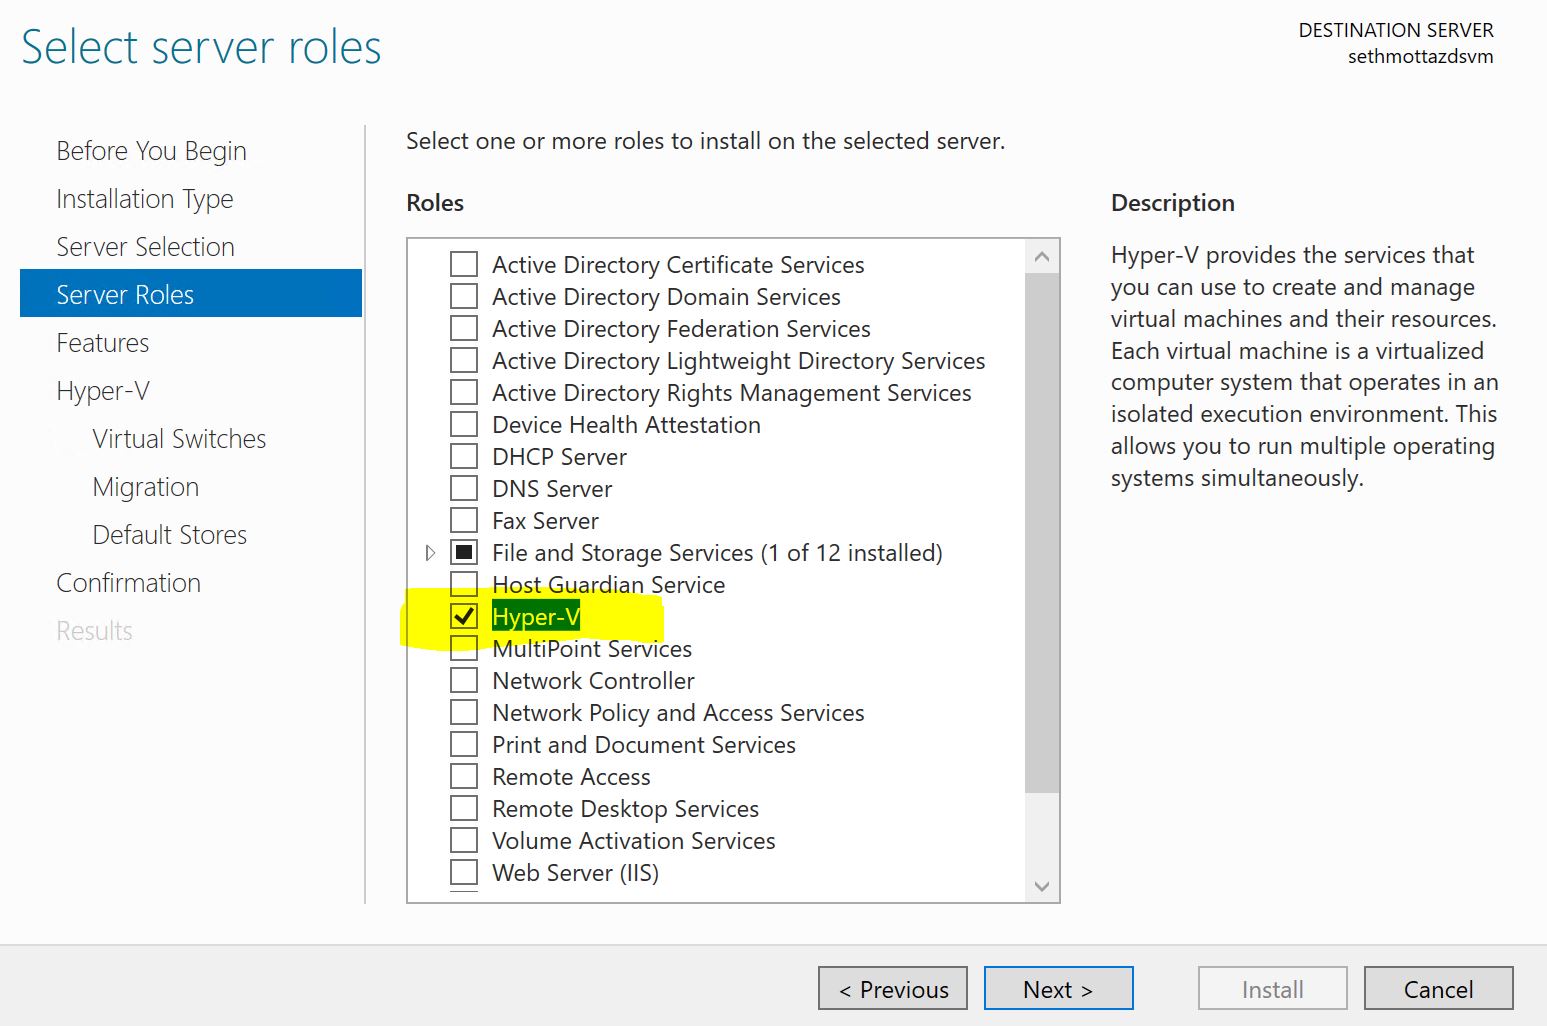 Select server roles
DESTINATION SERVER
sethmottazdsvm
Before You Begin
Installation Type
Server Selection
Server Roles
Features
Hyper-V
Virtual Switches
Migration
Default Stores
Confirmation
Results
Select one or more roles to install on the selected server.
Roles
Active Directory Certificate Services
Active Directory Domain Services
Active Directory Federation Services
Active Directory Lightweight Directory Services
Active Directory Rights Management Services
Device Health Attestation
DHCP Server
DNS Server
Fax Server
File and Storage Services (1 of 12 installed)
Host Guardian Service
Hyper-V
MultiPoint Services
Network Controller
Network Policy and Access Services
Print and Document Services
Remote Access
Remote Desktop Services
Volume Activation Services
Web Server (IIS)
Description
Hyper-V provides the services that
you can use to create and manage
virtual machines and their resources.
Each virtual machine is a virtualized
computer system that operates in an
isolated execution environment. This
allows you to run multiple operating
systems simultaneously.
< Previous
Next >
Install
Cancel